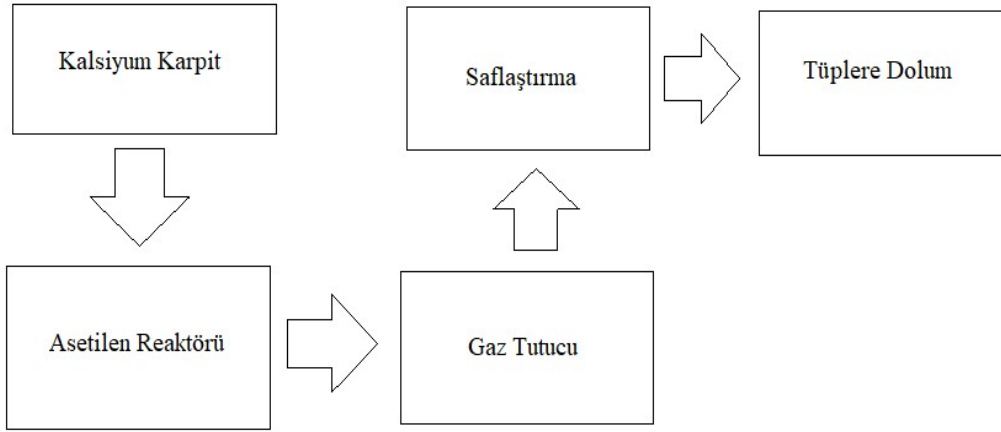 Kalsiyum Karpit
Asetilen Reaktörü
Gaz Tutucu
Saflaştırma
Tüplere Dolum